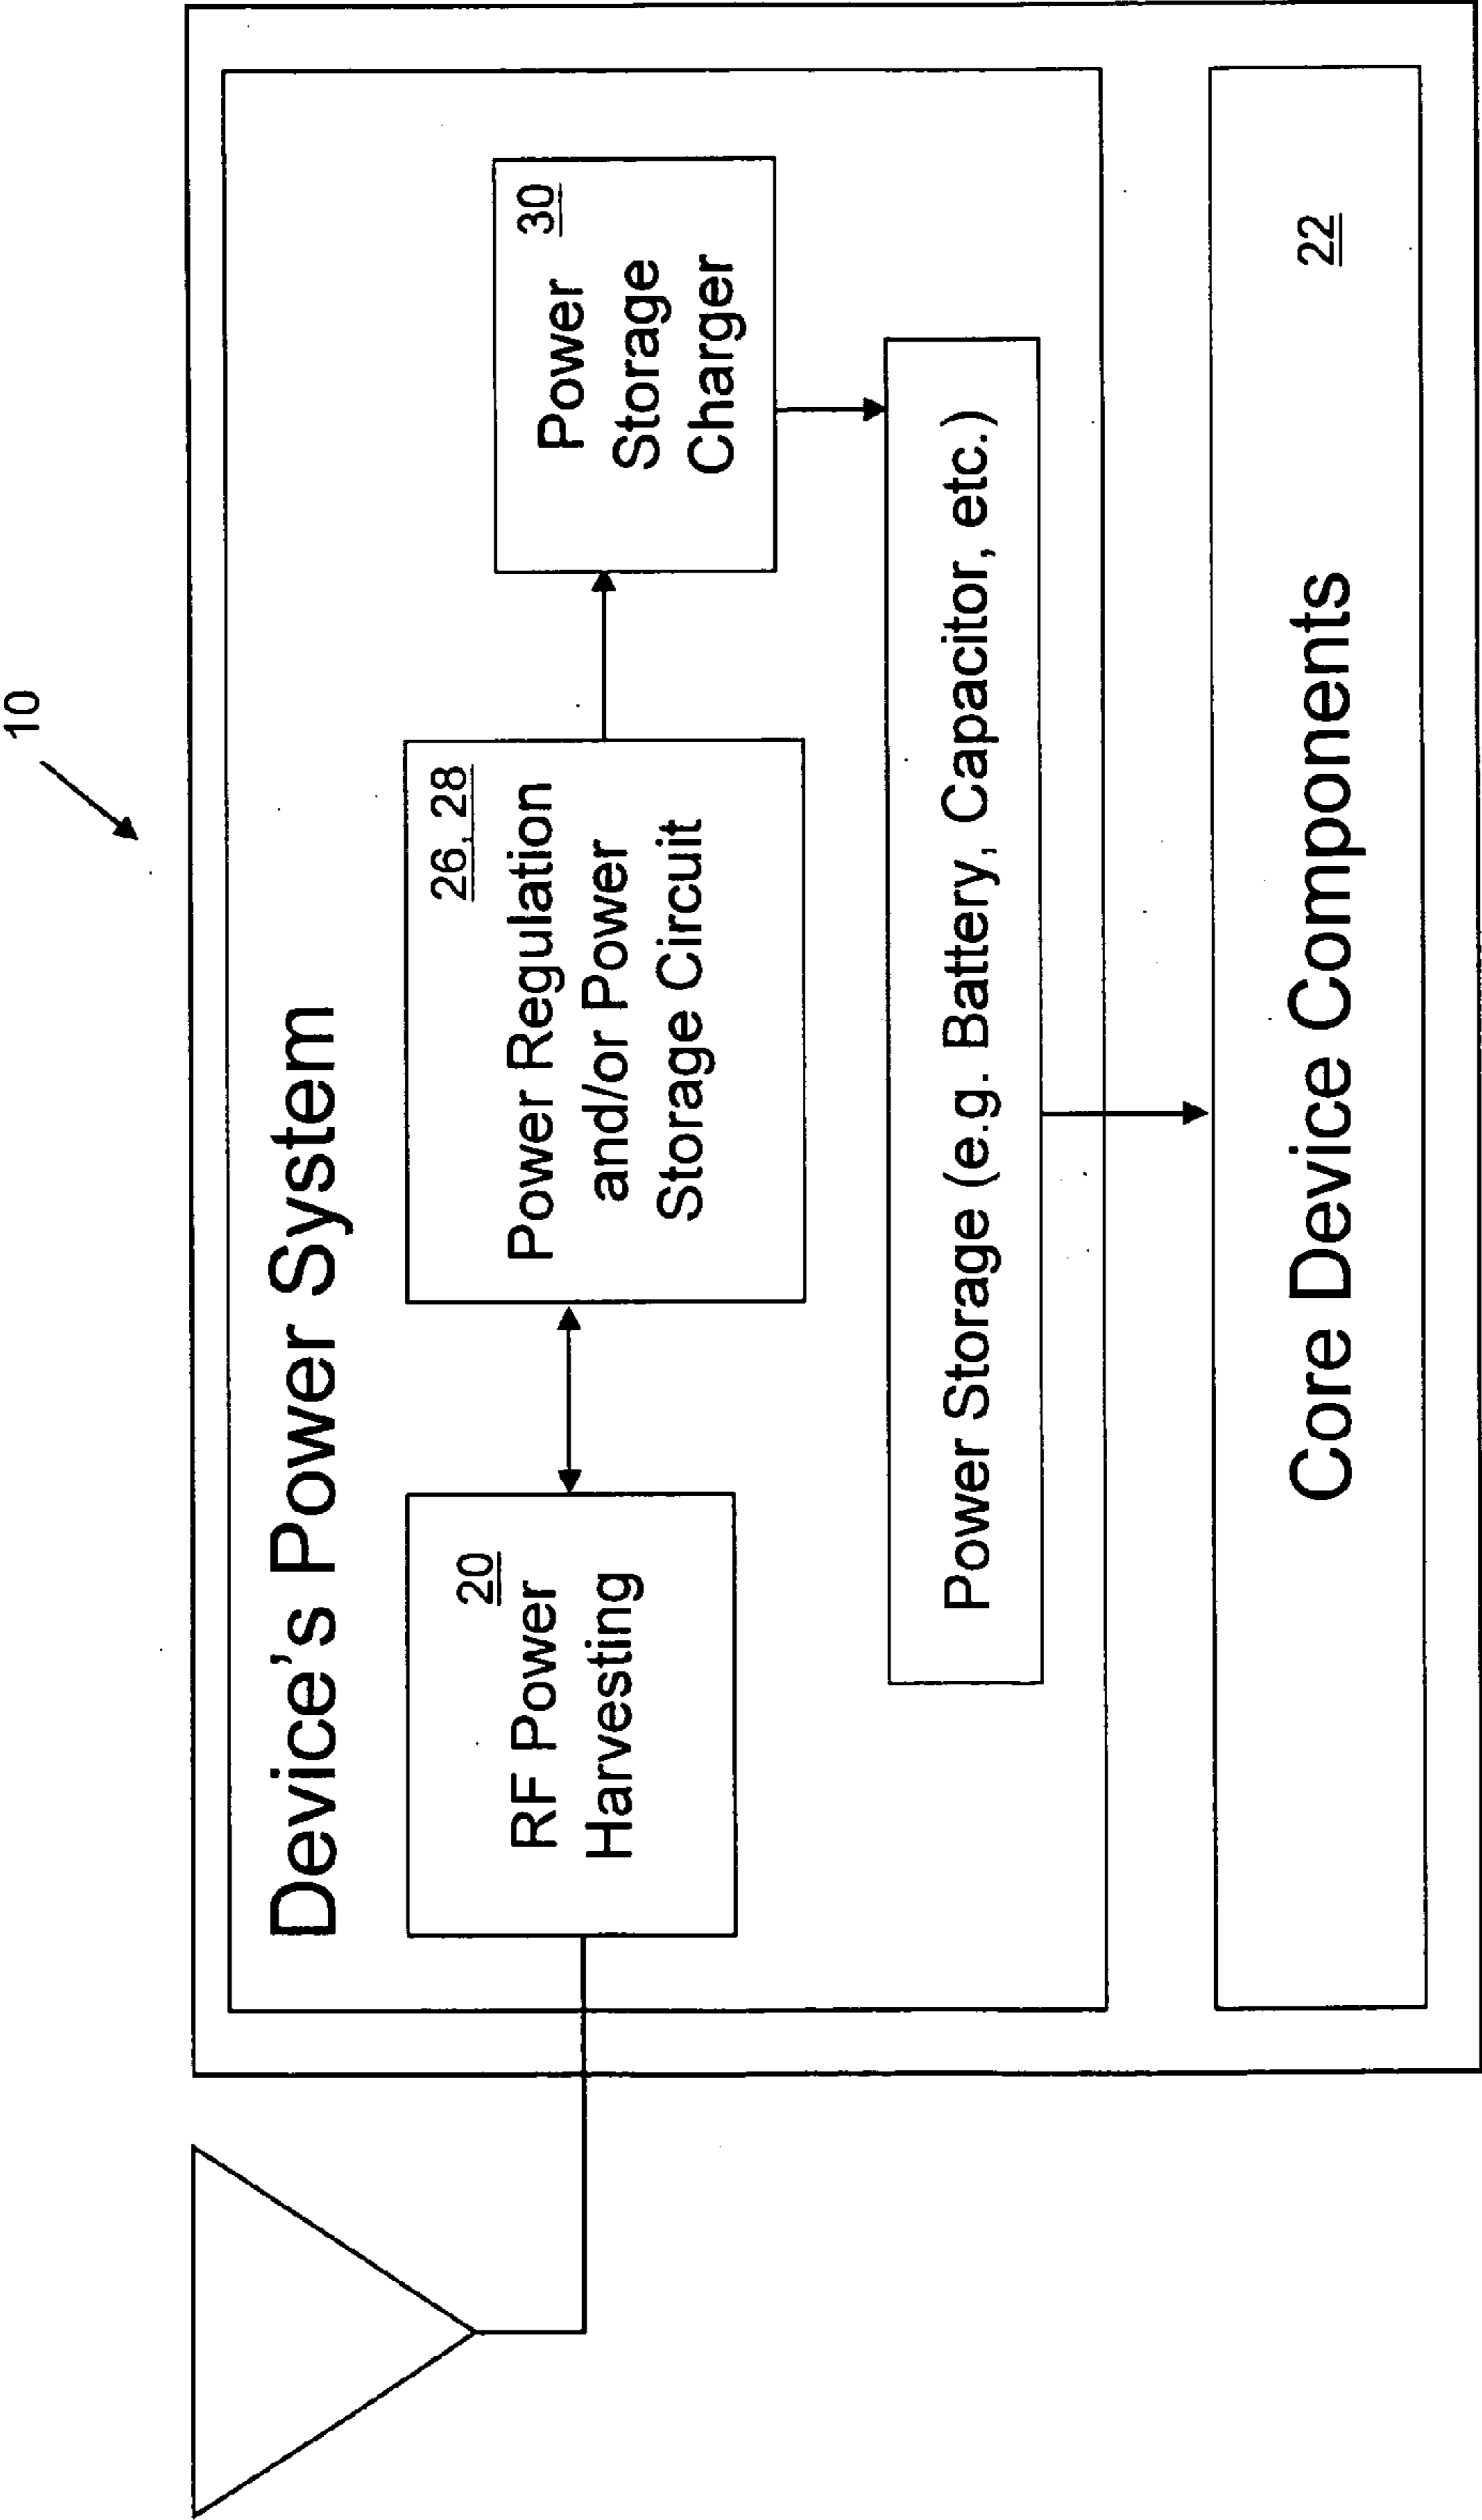 10
Device's Power System
20
RF Power
Harvesting
26, 28
Power Regulation
and/or Power
Storage Circuit
30
Power
Storage
Charger
Power Storage (e.g. Battery, Capacitor, etc.)
Core Device Components
22